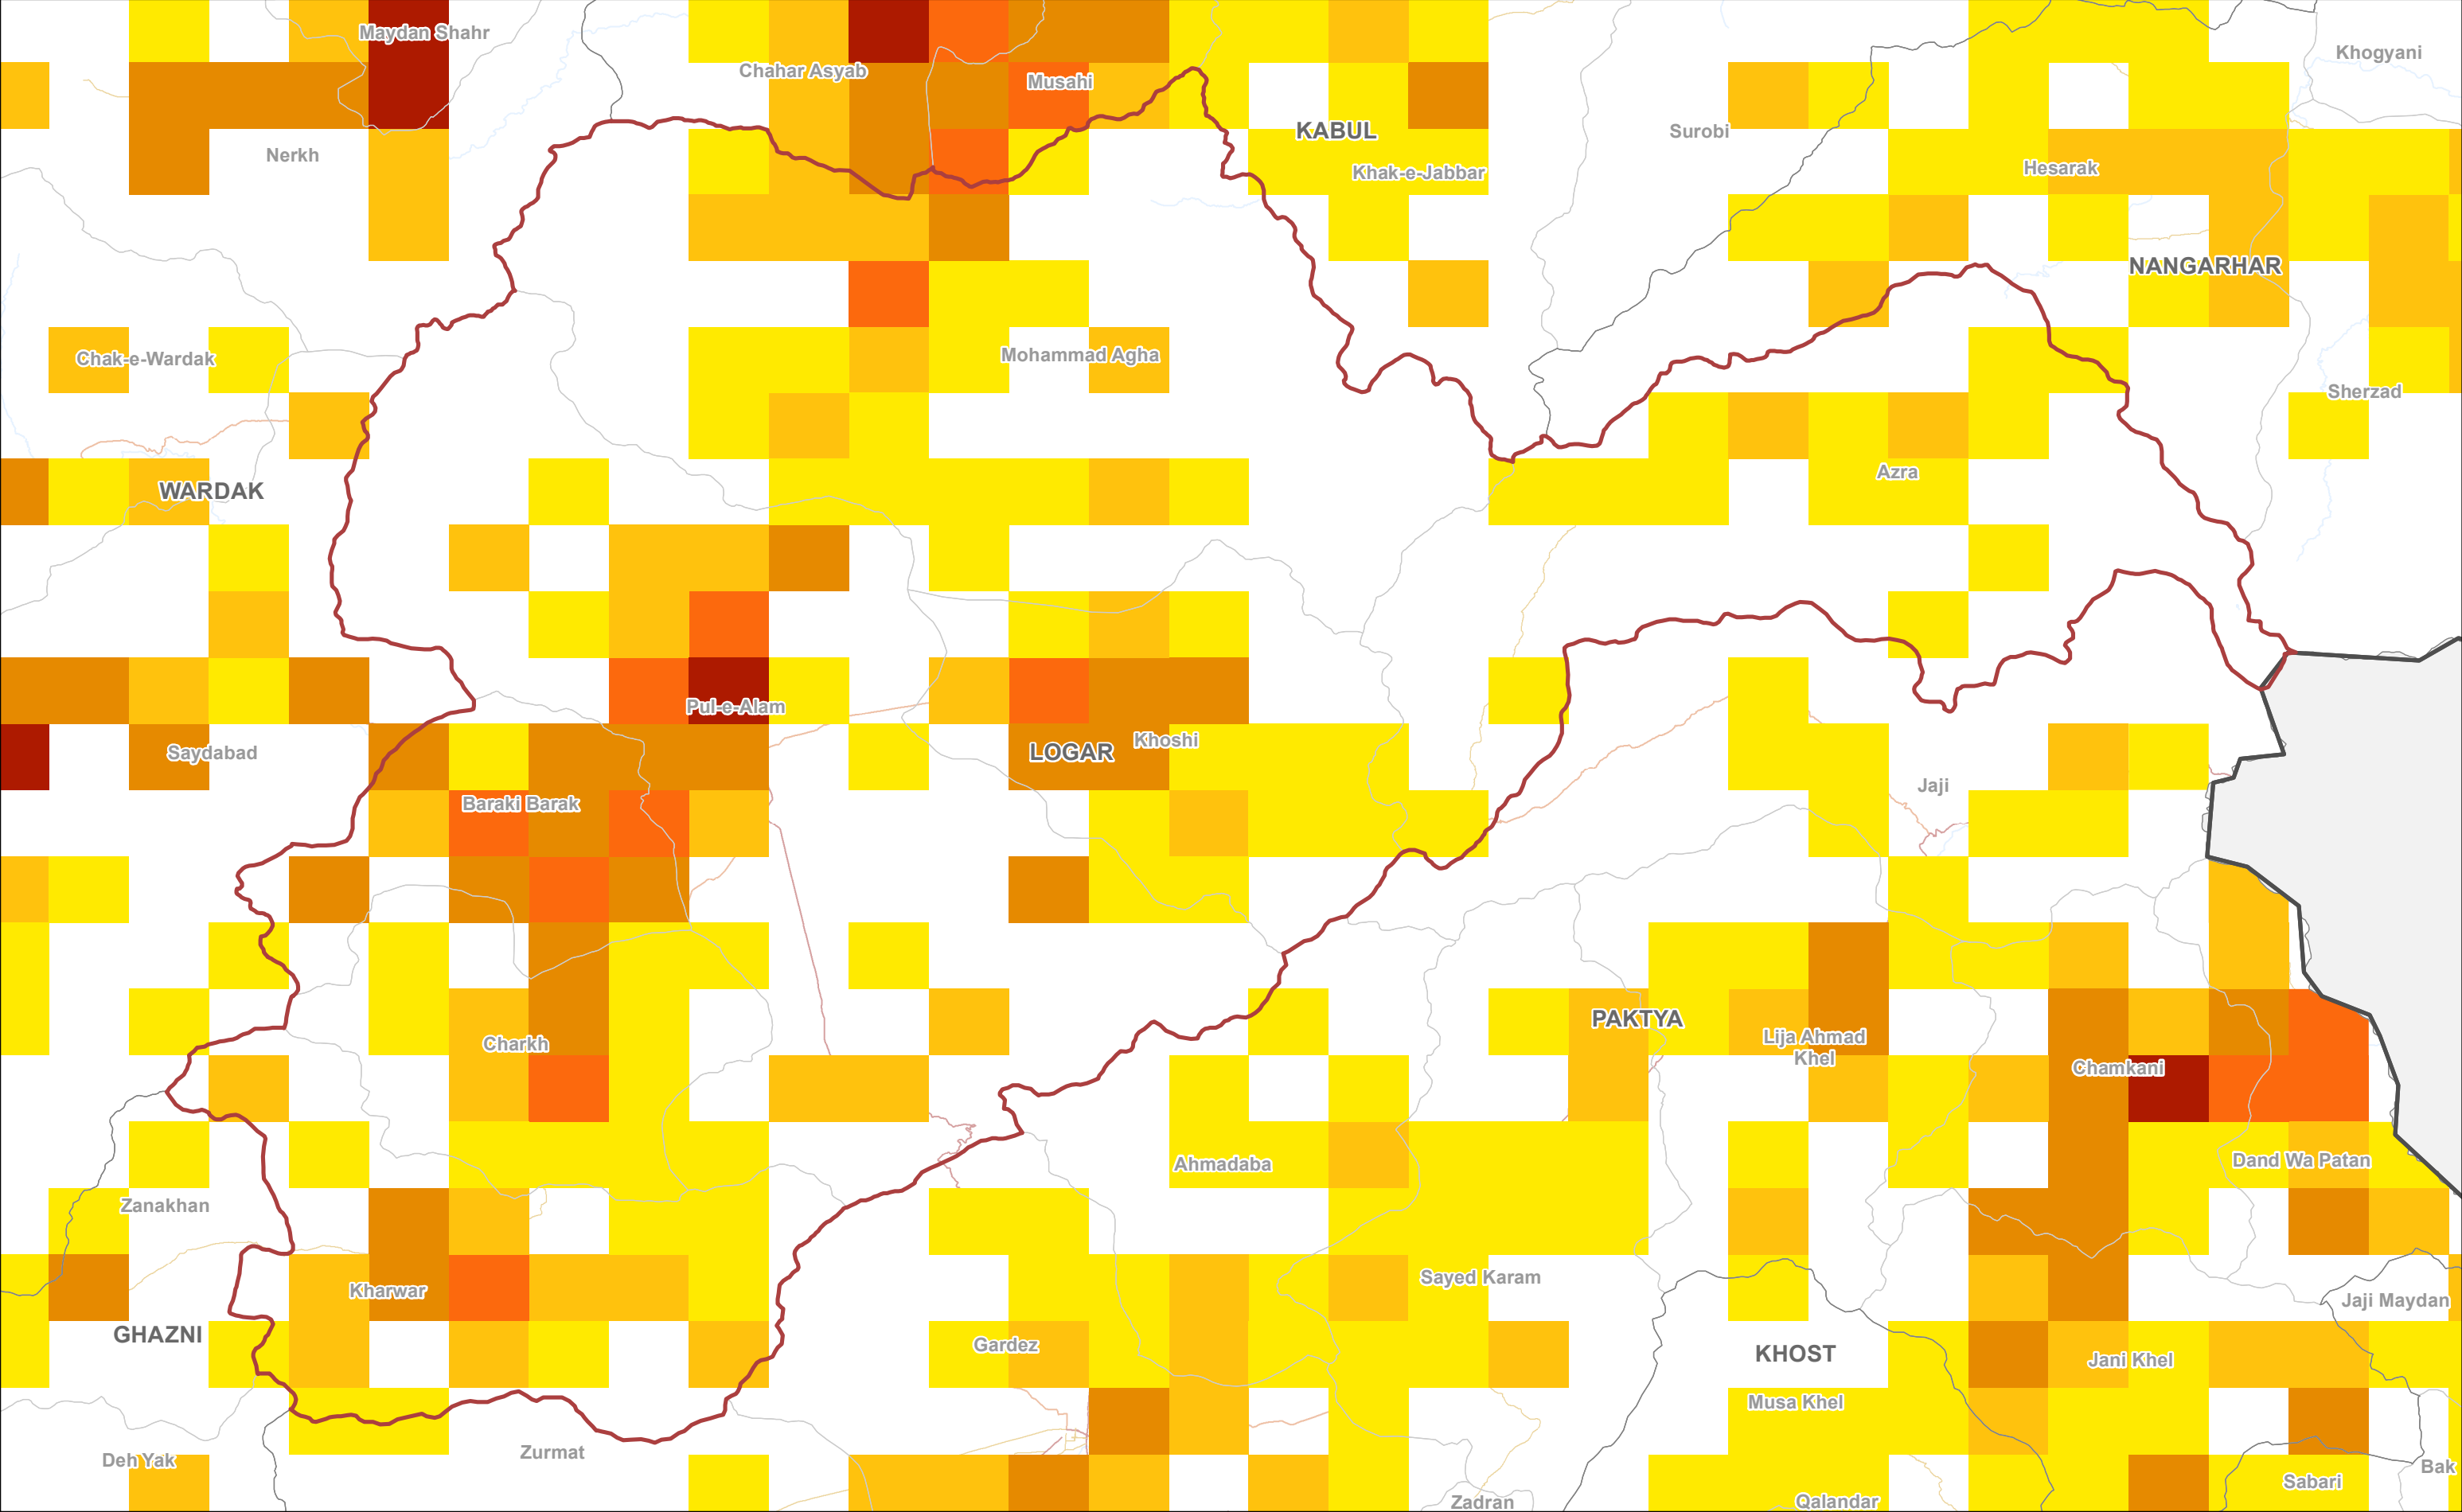 Maydan Shahr
Khogyani
Chahar Asyab
Musahi
KABUL
Surobi
Nerkh
Khak-e-Jabbar
Hesarak
NANGARHAR
Chak-e-Wardak
Mohammad Agha
Sherzad
Azra
WARDAK
Pul-e-Alam
Saydabad
LOGAR
Khoshi
Jaji
Baraki Barak
PAKTYA
Charkh
Lija Ahmad
Khel
Chamkani
Ahmadaba
Dand Wa Patan
Zanakhan
Sayed Karam
Kharwar
Jaji Maydan
GHAZNI
Gardez
KHOST
Jani Khel
Musa Khel
Zurmat
Deh Yak
Bak
Sabari
Zadran
Qalandar